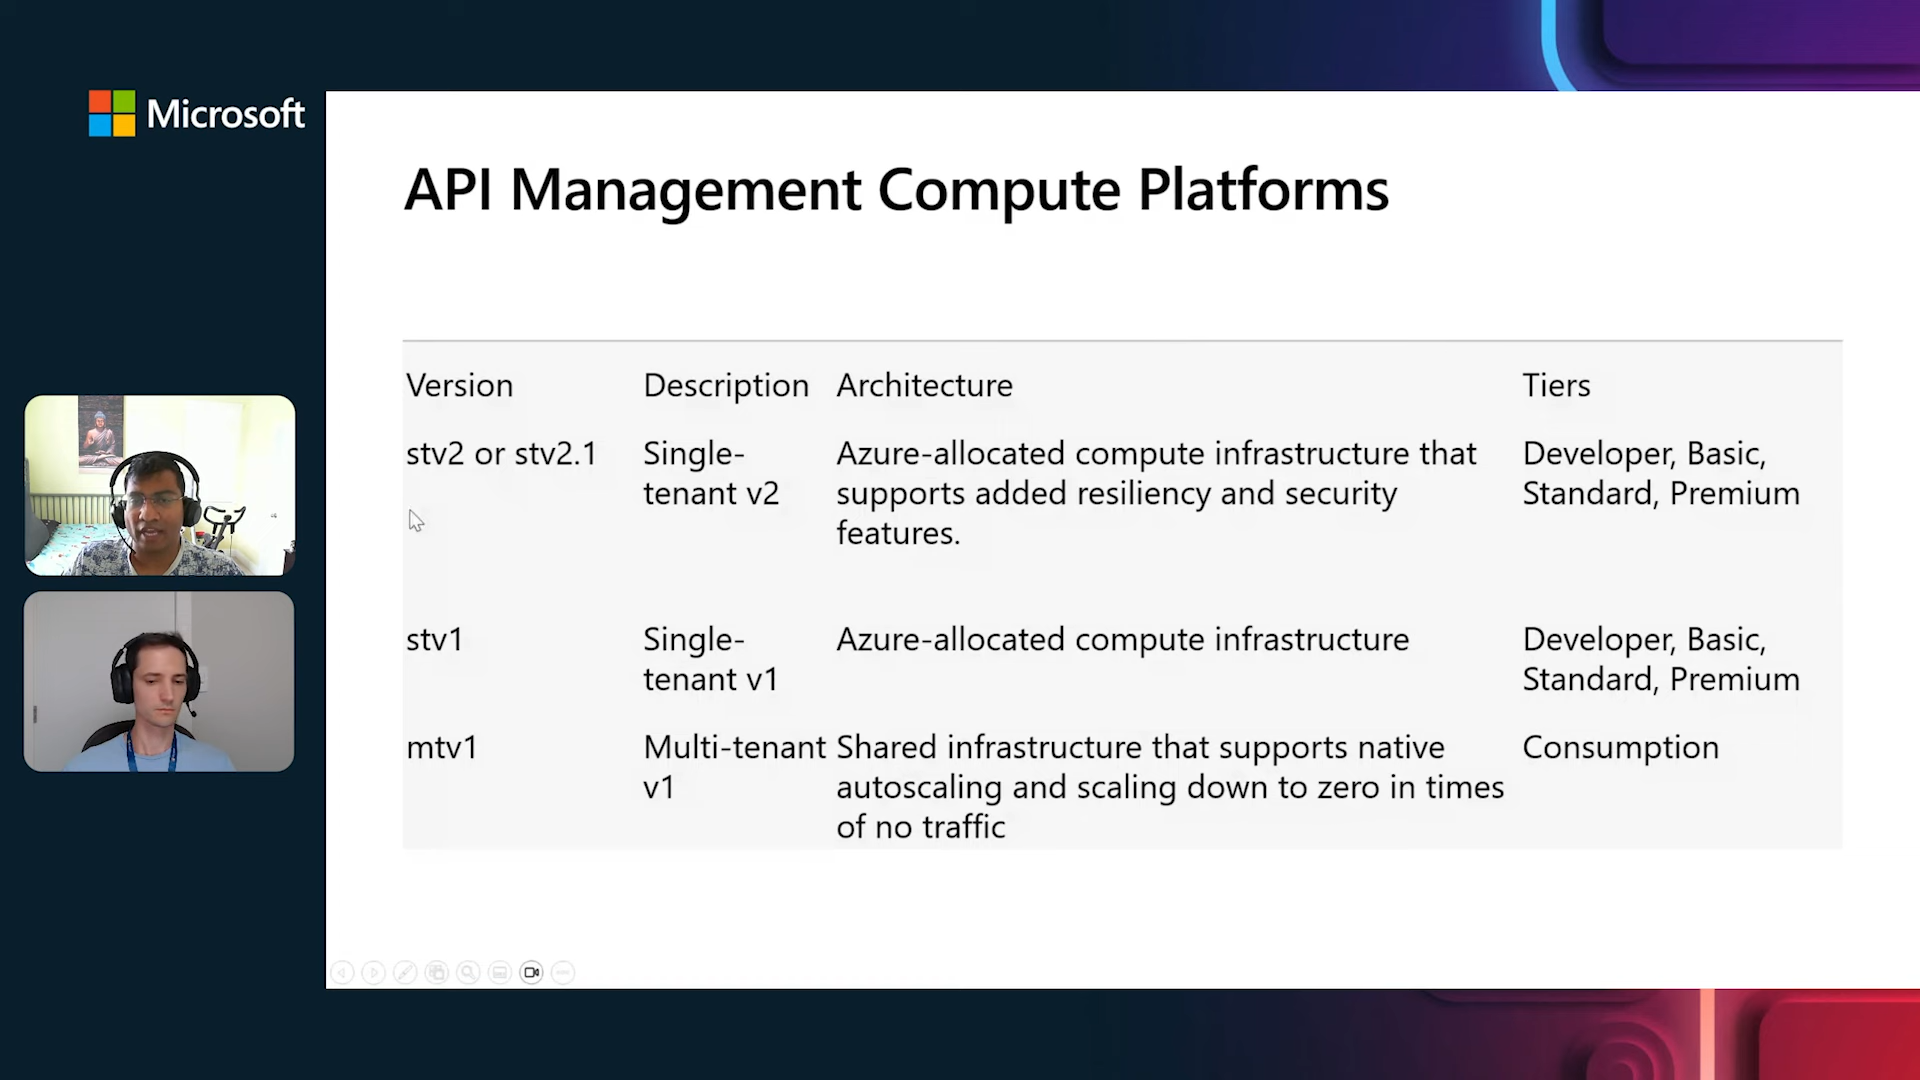 Microsoft
API Management Compute Platforms
Version Description Architecture Tiers
stv2 or stv2.1 Single- Azure-allocated compute infrastructure that Developer, Basic,
tenant v2 supports added resiliency and security Standard, Premium
features.
stv1 Single- Azure-allocated compute infrastructure Developer, Basic,
tenant v1 Standard, Premium
mtv1 Multi-tenant Shared infrastructure that supports native Consumption
v1 autoscaling and scaling down to zero in times
of no traffic